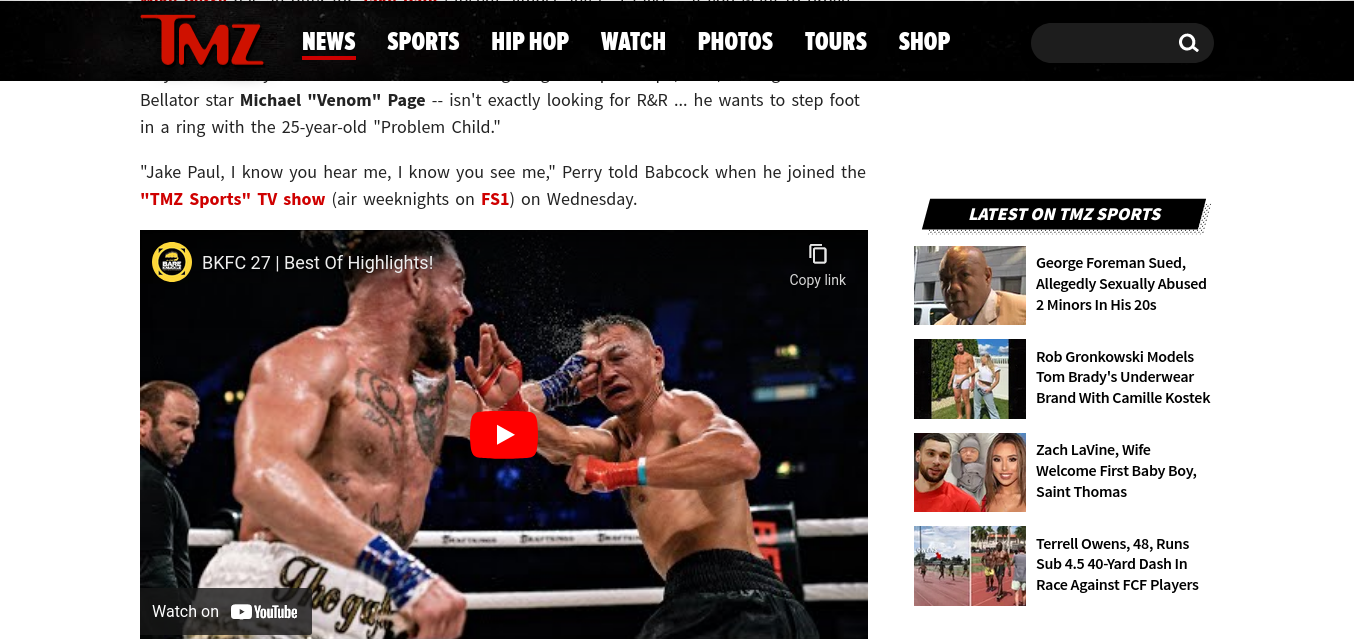 TMZ
NEWS SPORTS HIP HOP WATCH PHOTOS TOURS SHOP
Bellator star Michael "Venom" Page -- isn't exactly looking for R&R ... he wants to step foot
in a ring with the 25-year-old "Problem Child."
"Jake Paul, I know you hear me, I know you see me," Perry told Babcock when he joined the
"TMZ Sports" TV show (air weeknights on FS1) on Wednesday.
BKFC 27 | Best Of Highlights!
Copy link
BARE
DRAFTKINGS DRAFTKINGS DRAFTKINGS
The
Watch on YouTube
LATEST ON TMZ SPORTS
George Foreman Sued,
Allegedly Sexually Abused
2 Minors In His 20s
Rob Gronkowski Models
Tom Brady's Underwear
Brand With Camille Kostek
Zach LaVine, Wife
Welcome First Baby Boy,
Saint Thomas
Terrell Owens, 48, Runs
Sub 4.5 40-Yard Dash In
Race Against FCF Players